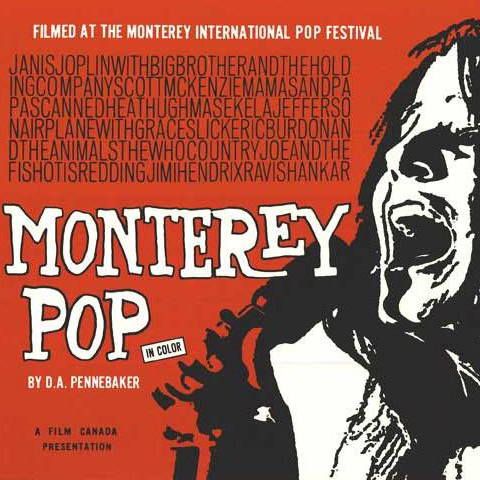 FILMED AT THE MONTEREY INTERNATIONAL POP FESTIVAL
JANISJOPLINWITHBIGBROTHERANDTHEHOLD
INGCOMPANYSCOTTMCKENZIEMAMASANDPA
PASCANNEDHEATHUGHMASEKELAJEFFERSO
NAIRPLANEWITHGRACESLICKERICBURDONAN
DTHEANIMALSTHEWHOCOUNTRYJOEANDTHE
FISHOTISREDDINGJIMIHENDRIXRAVISHANKAR
MONTEREY
POP
IN COLOR
BY D.A. PENNEBAKER
A FILM CANADA
PRESENTATION